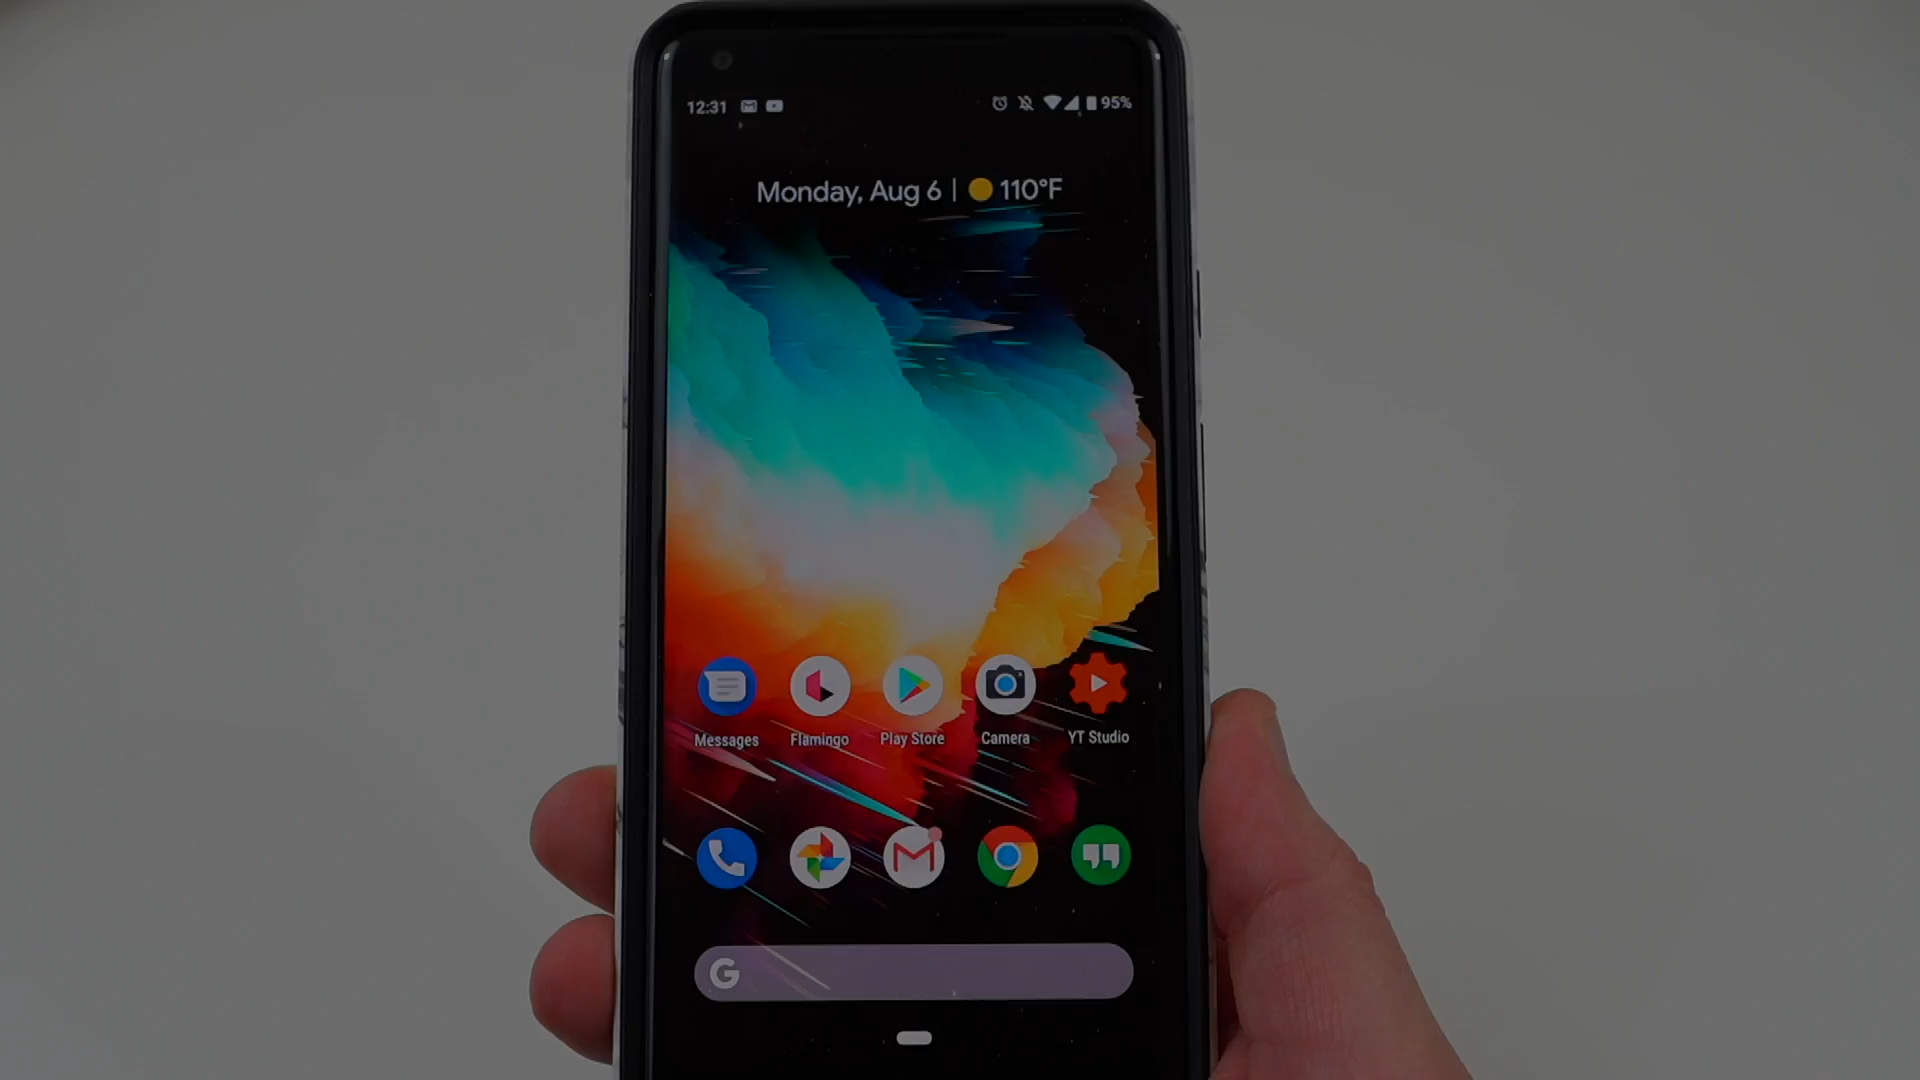 12:31 95%
Monday, Aug 6 | 110°F
Messages Flamingo Play Store Camera YT Studio
G